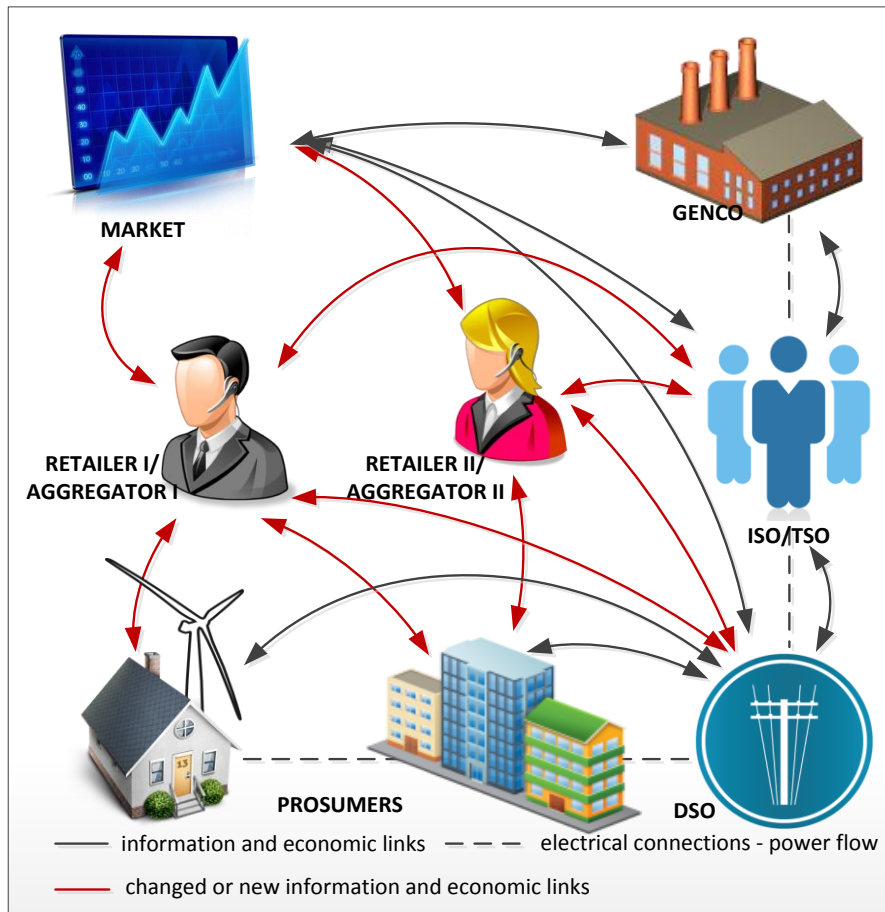 MARKET
GENCO
RETAILER I/
AGGREGATOR I
RETAILER II/
AGGREGATOR II
ISO/TSO
13
PROSUMERS
DSO
information and economic links
electrical connections - power flow
changed or new information and economic links